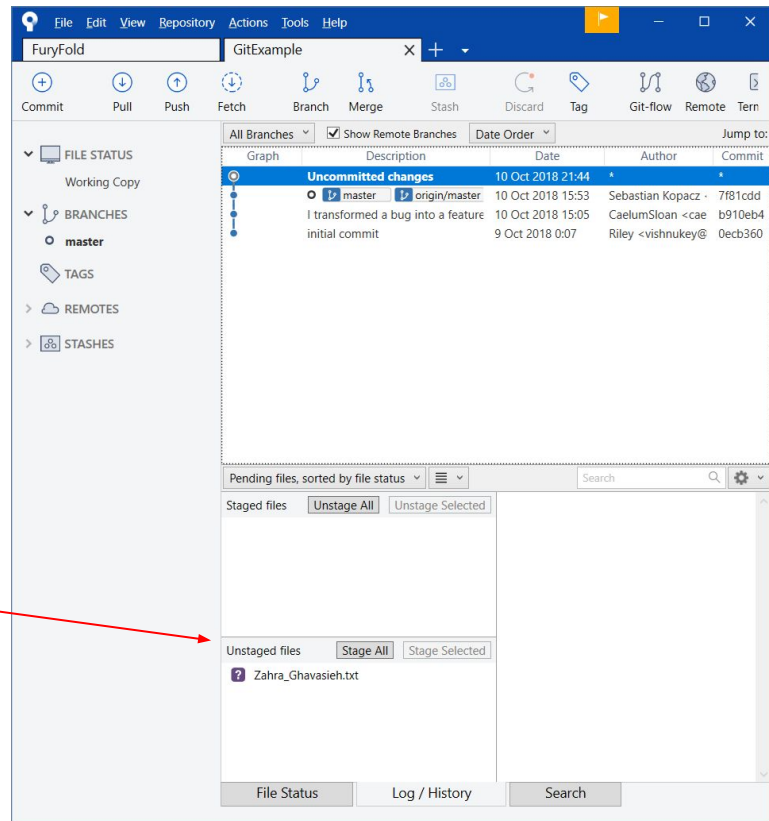 File Edit View Repository Actions Tools Help
FuryFold GitExample
Commit Pull Push Fetch Branch Merge Stash Discard Tag Git-flow Remote Tern
All Branches Show Remote Branches Date Order Jump to:
FILE STATUS
Working Copy
BRANCHES
master
TAGS
REMOTES
STASHES
Graph Description Date Author Commit
Uncommitted changes 10 Oct 2018 21:44 * *
master origin/master 10 Oct 2018 15:53 Sebastian Kopacz 7f81cdd
I transformed a bug into a feature 10 Oct 2018 15:05 CaelumSloan <cae b910eb4
initial commit 9 Oct 2018 0:07 Riley <vishnukey@ 0ecb360
Pending files, sorted by file status Search
Staged files Unstage All Unstage Selected
Unstaged files Stage All Stage Selected
? Zahra_Ghavasieh.txt
File Status Log / History Search